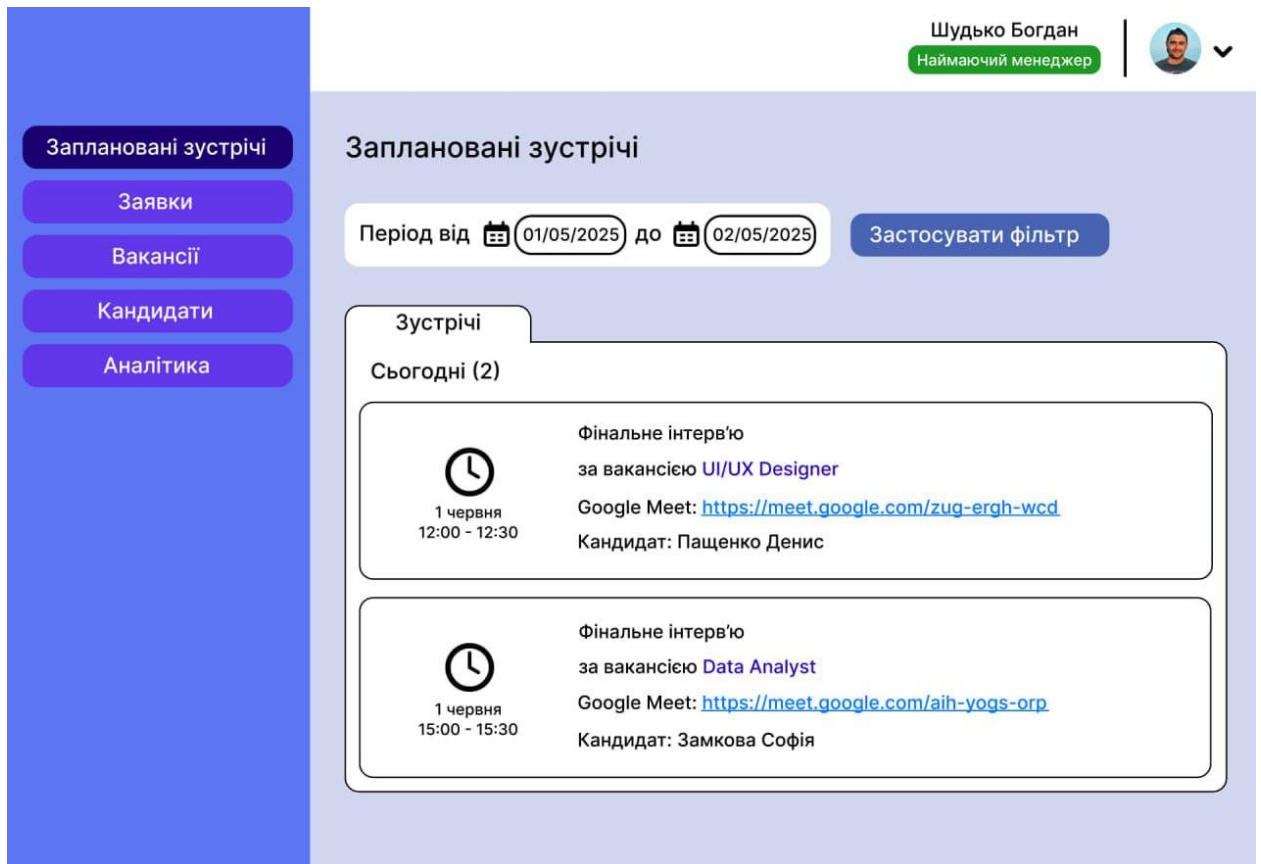 Шудько Богдан
Наймаючий менеджер
Заплановані зустрічі
Заявки
Вакансії
Кандидати
Аналітика
Заплановані зустрічі
Період від 01/05/2025 до 02/05/2025 Застосувати фільтр
Зустрічі
Сьогодні (2)
1 червня
12:00 - 12:30
Фінальне інтерв’ю
за вакансією UI/UX Designer
Google Meet: https://meet.google.com/zug-ergh-wcd
Кандидат: Пащенко Денис
1 червня
15:00 - 15:30
Фінальне інтерв’ю
за вакансією Data Analyst
Google Meet: https://meet.google.com/aih-yogs-orp
Кандидат: Замкова Софія